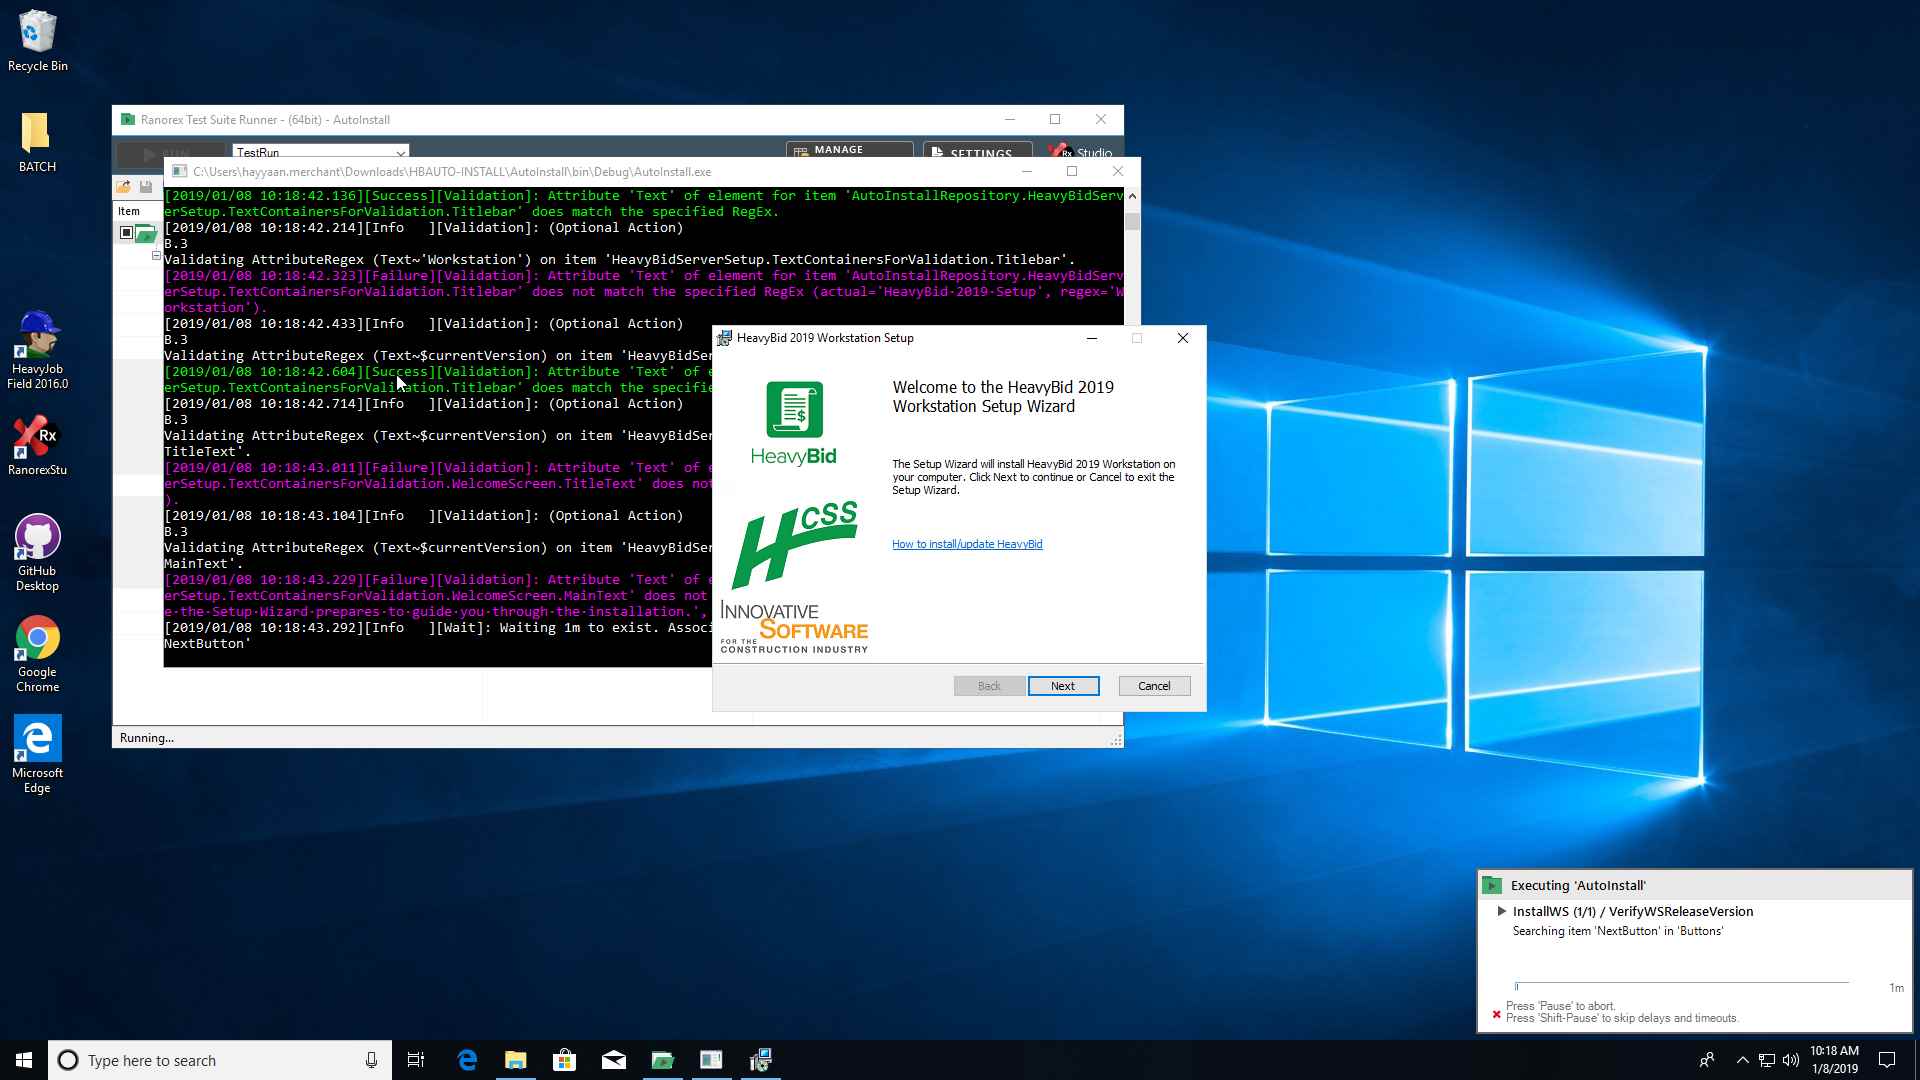 Recycle Bin
BATCH
HeavyJob
Field 2016.0
RanorexStu
GitHub
Desktop
Google
Chrome
Microsoft
Edge
Ranorex Test Suite Runner - (64bit) - AutoInstall
RUN
TestRun
MANAGE
SETTINGS
Rx Studio
Item
Running...
C:\Users\hayyaan.merchant\Downloads\HBAUTO-INSTALL\AutoInstall\bin\Debug\AutoInstall.exe
[2019/01/08 10:18:42.136][Success][Validation]: Attribute 'Text' of element for item 'AutoInstallRepository.HeavyBidServ
erSetup.TextContainersForValidation.Titlebar' does match the specified RegEx.
[2019/01/08 10:18:42.214][Info   ][Validation]: (Optional Action)
B.3
Validating AttributeRegex (Text~'Workstation') on item 'HeavyBidServerSetup.TextContainersForValidation.Titlebar'.
[2019/01/08 10:18:42.323][Failure][Validation]: Attribute 'Text' of element for item 'AutoInstallRepository.HeavyBidServ
erSetup.TextContainersForValidation.Titlebar' does not match the specified RegEx (actual='HeavyBid·2019·Setup', regex='W
orkstation').
[2019/01/08 10:18:42.433][Info   ][Validation]: (Optional Action)
B.3
Validating AttributeRegex (Text~$currentVersion) on item 'HeavyBidSer
[2019/01/08 10:18:42.604][Success][Validation]: Attribute 'Text' of e
erSetup.TextContainersForValidation.Titlebar' does match the specifie
[2019/01/08 10:18:42.714][Info   ][Validation]: (Optional Action)
B.3
Validating AttributeRegex (Text~$currentVersion) on item 'HeavyBidSer
TitleText'.
[2019/01/08 10:18:43.011][Failure][Validation]: Attribute 'Text' of e
erSetup.TextContainersForValidation.WelcomeScreen.TitleText' does not
).
[2019/01/08 10:18:43.104][Info   ][Validation]: (Optional Action)
B.3
Validating AttributeRegex (Text~$currentVersion) on item 'HeavyBidSer
MainText'.
[2019/01/08 10:18:43.229][Failure][Validation]: Attribute 'Text' of e
erSetup.TextContainersForValidation.WelcomeScreen.MainText' does not
e·the·Setup·Wizard·prepares·to·guide·you·through·the·installation.',
[2019/01/08 10:18:43.292][Info   ][Wait]: Waiting 1m to exist. Associ
NextButton'
HeavyBid 2019 Workstation Setup
HeavyBid
HCSS
INNOVATIVE
SOFTWARE
FOR THE
CONSTRUCTION INDUSTRY
Welcome to the HeavyBid 2019
Workstation Setup Wizard
The Setup Wizard will install HeavyBid 2019 Workstation on
your computer. Click Next to continue or Cancel to exit the
Setup Wizard.
How to install/update HeavyBid
Back
Next
Cancel
Executing 'AutoInstall'
InstallWS (1/1) / VerifyWSReleaseVersion
Searching item 'NextButton' in 'Buttons'
1m
Press 'Pause' to abort.
Press 'Shift-Pause' to skip delays and timeouts.
Type here to search
10:18 AM
1/8/2019